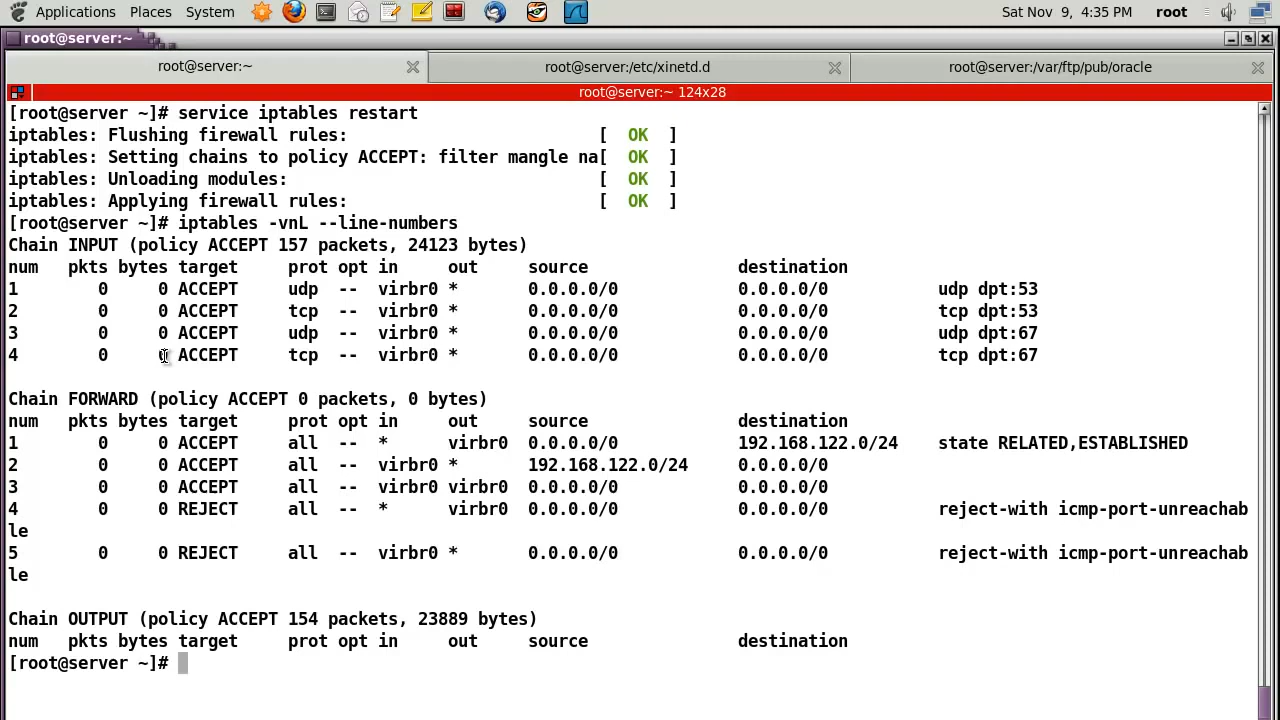 Applications Places System Sat Nov 9, 4:35 PM root
root@server:~
root@server:~ root@server:/etc/xinetd.d root@server:/var/ftp/pub/oracle
root@server:~ 124x28
[root@server ~]# service iptables restart
iptables: Flushing firewall rules: [ OK ]
iptables: Setting chains to policy ACCEPT: filter mangle na[ OK ]
iptables: Unloading modules: [ OK ]
iptables: Applying firewall rules: [ OK ]
[root@server ~]# iptables -vnL --line-numbers
Chain INPUT (policy ACCEPT 157 packets, 24123 bytes)
num pkts bytes target prot opt in out source destination
1 0 0 ACCEPT udp -- virbr0 * 0.0.0.0/0 0.0.0.0/0 udp dpt:53
2 0 0 ACCEPT tcp -- virbr0 * 0.0.0.0/0 0.0.0.0/0 tcp dpt:53
3 0 0 ACCEPT udp -- virbr0 * 0.0.0.0/0 0.0.0.0/0 udp dpt:67
4 0 0 ACCEPT tcp -- virbr0 * 0.0.0.0/0 0.0.0.0/0 tcp dpt:67
Chain FORWARD (policy ACCEPT 0 packets, 0 bytes)
num pkts bytes target prot opt in out source destination
1 0 0 ACCEPT all -- * virbr0 0.0.0.0/0 192.168.122.0/24 state RELATED,ESTABLISHED
2 0 0 ACCEPT all -- virbr0 * 192.168.122.0/24 0.0.0.0/0
3 0 0 ACCEPT all -- virbr0 virbr0 0.0.0.0/0 0.0.0.0/0
4 0 0 REJECT all -- * virbr0 0.0.0.0/0 0.0.0.0/0 reject-with icmp-port-unreachab
le
5 0 0 REJECT all -- virbr0 * 0.0.0.0/0 0.0.0.0/0 reject-with icmp-port-unreachab
le
Chain OUTPUT (policy ACCEPT 154 packets, 23889 bytes)
num pkts bytes target prot opt in out source destination
[root@server ~]#